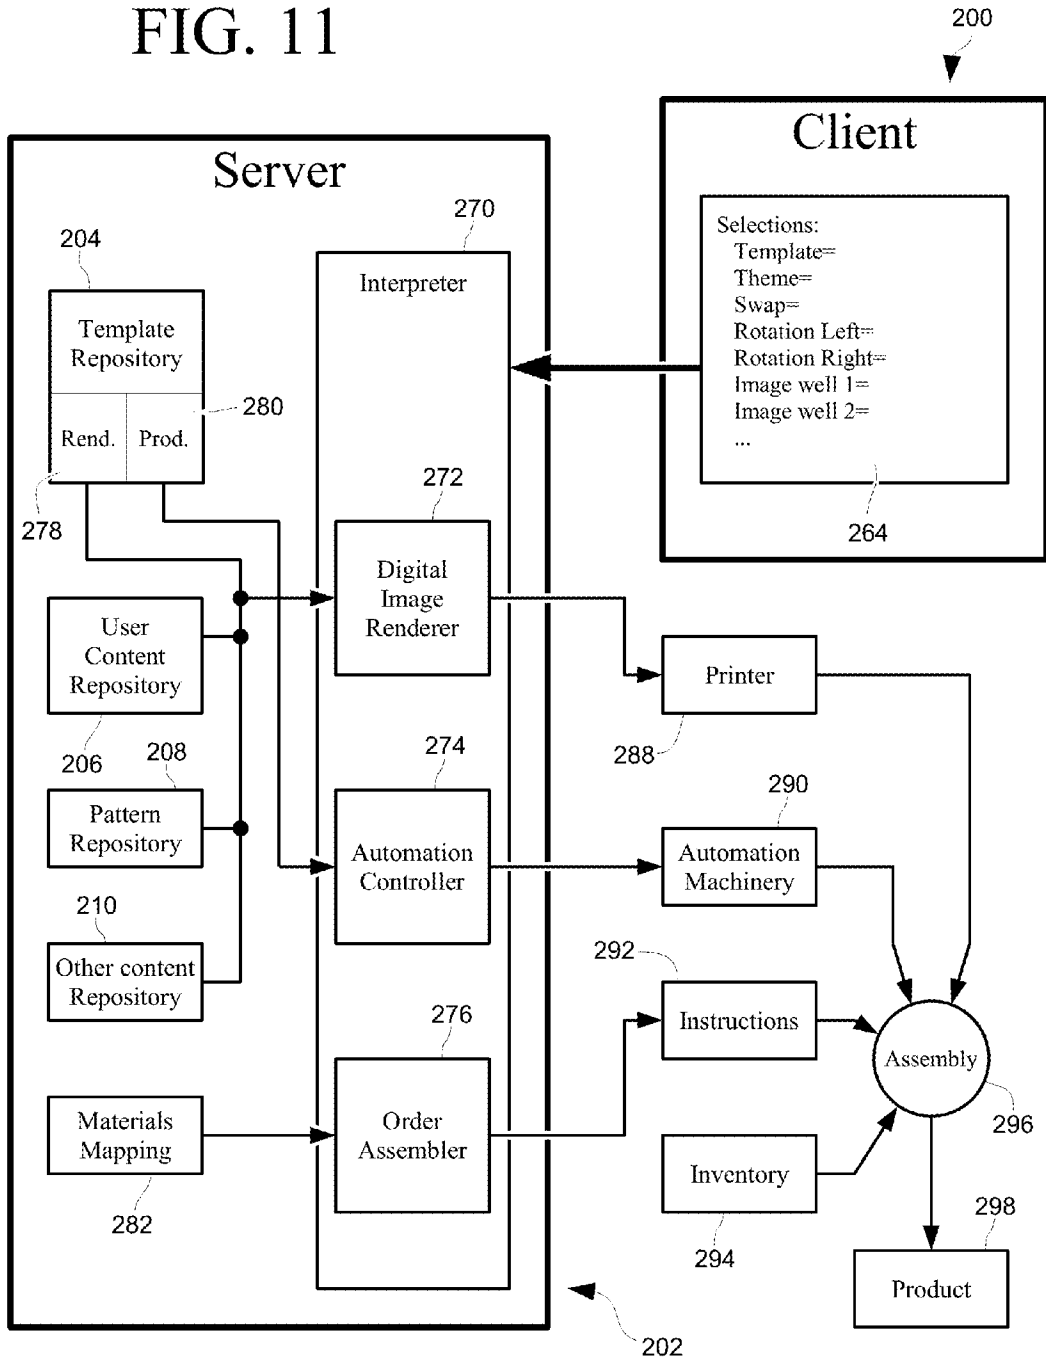 FIG. 11
200
Client
Server
Selections:
Template=
Theme=
Swap=
Rotation Left=
Rotation Right=
Image well 1=
Image well 2=
...
264
270
Interpreter
204
Template
Repository
Rend.
Prod.
280
278
272
Digital
Image
Renderer
User
Content
Repository
206
Printer
288
208
Pattern
Repository
274
Automation
Controller
290
Automation
Machinery
210
Other content
Repository
292
Instructions
276
Order
Assembler
Assembly
296
Materials
Mapping
282
Inventory
294
298
Product
202